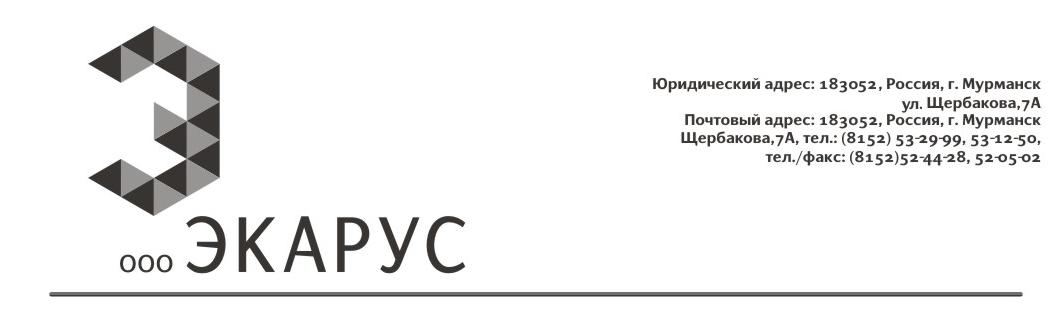 Юридический адрес: 183052, Россия, г. Мурманск
ул. Щербакова,7А
Почтовый адрес: 183052, Россия, г. Мурманск
Щербакова,7А, тел.: (8152) 53-29-99, 53-12-50,
тел./факс: (8152)52-44-28, 52-05-02
ООО ЭКАРУС